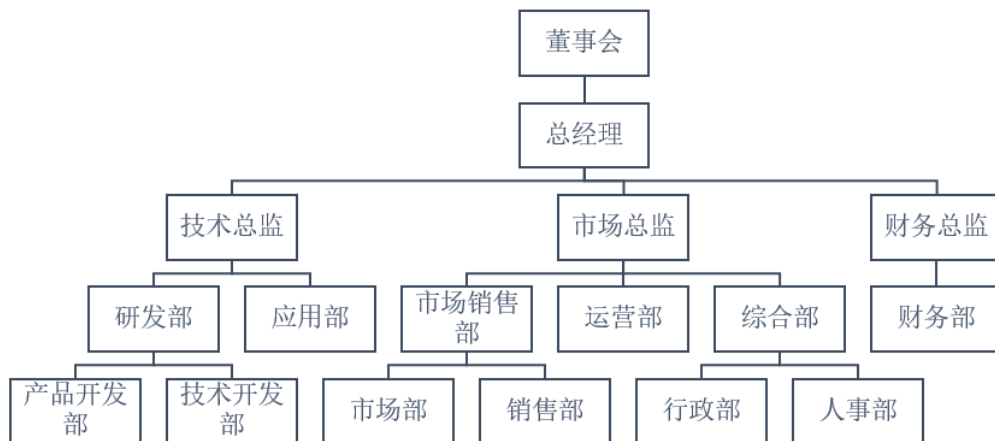 董事会
总经理
技术总监
市场总监
财务总监
研发部
应用部
市场销售
部
运营部
综合部
财务部
产品开发
部
技术开发
部
市场部
销售部
行政部
人事部